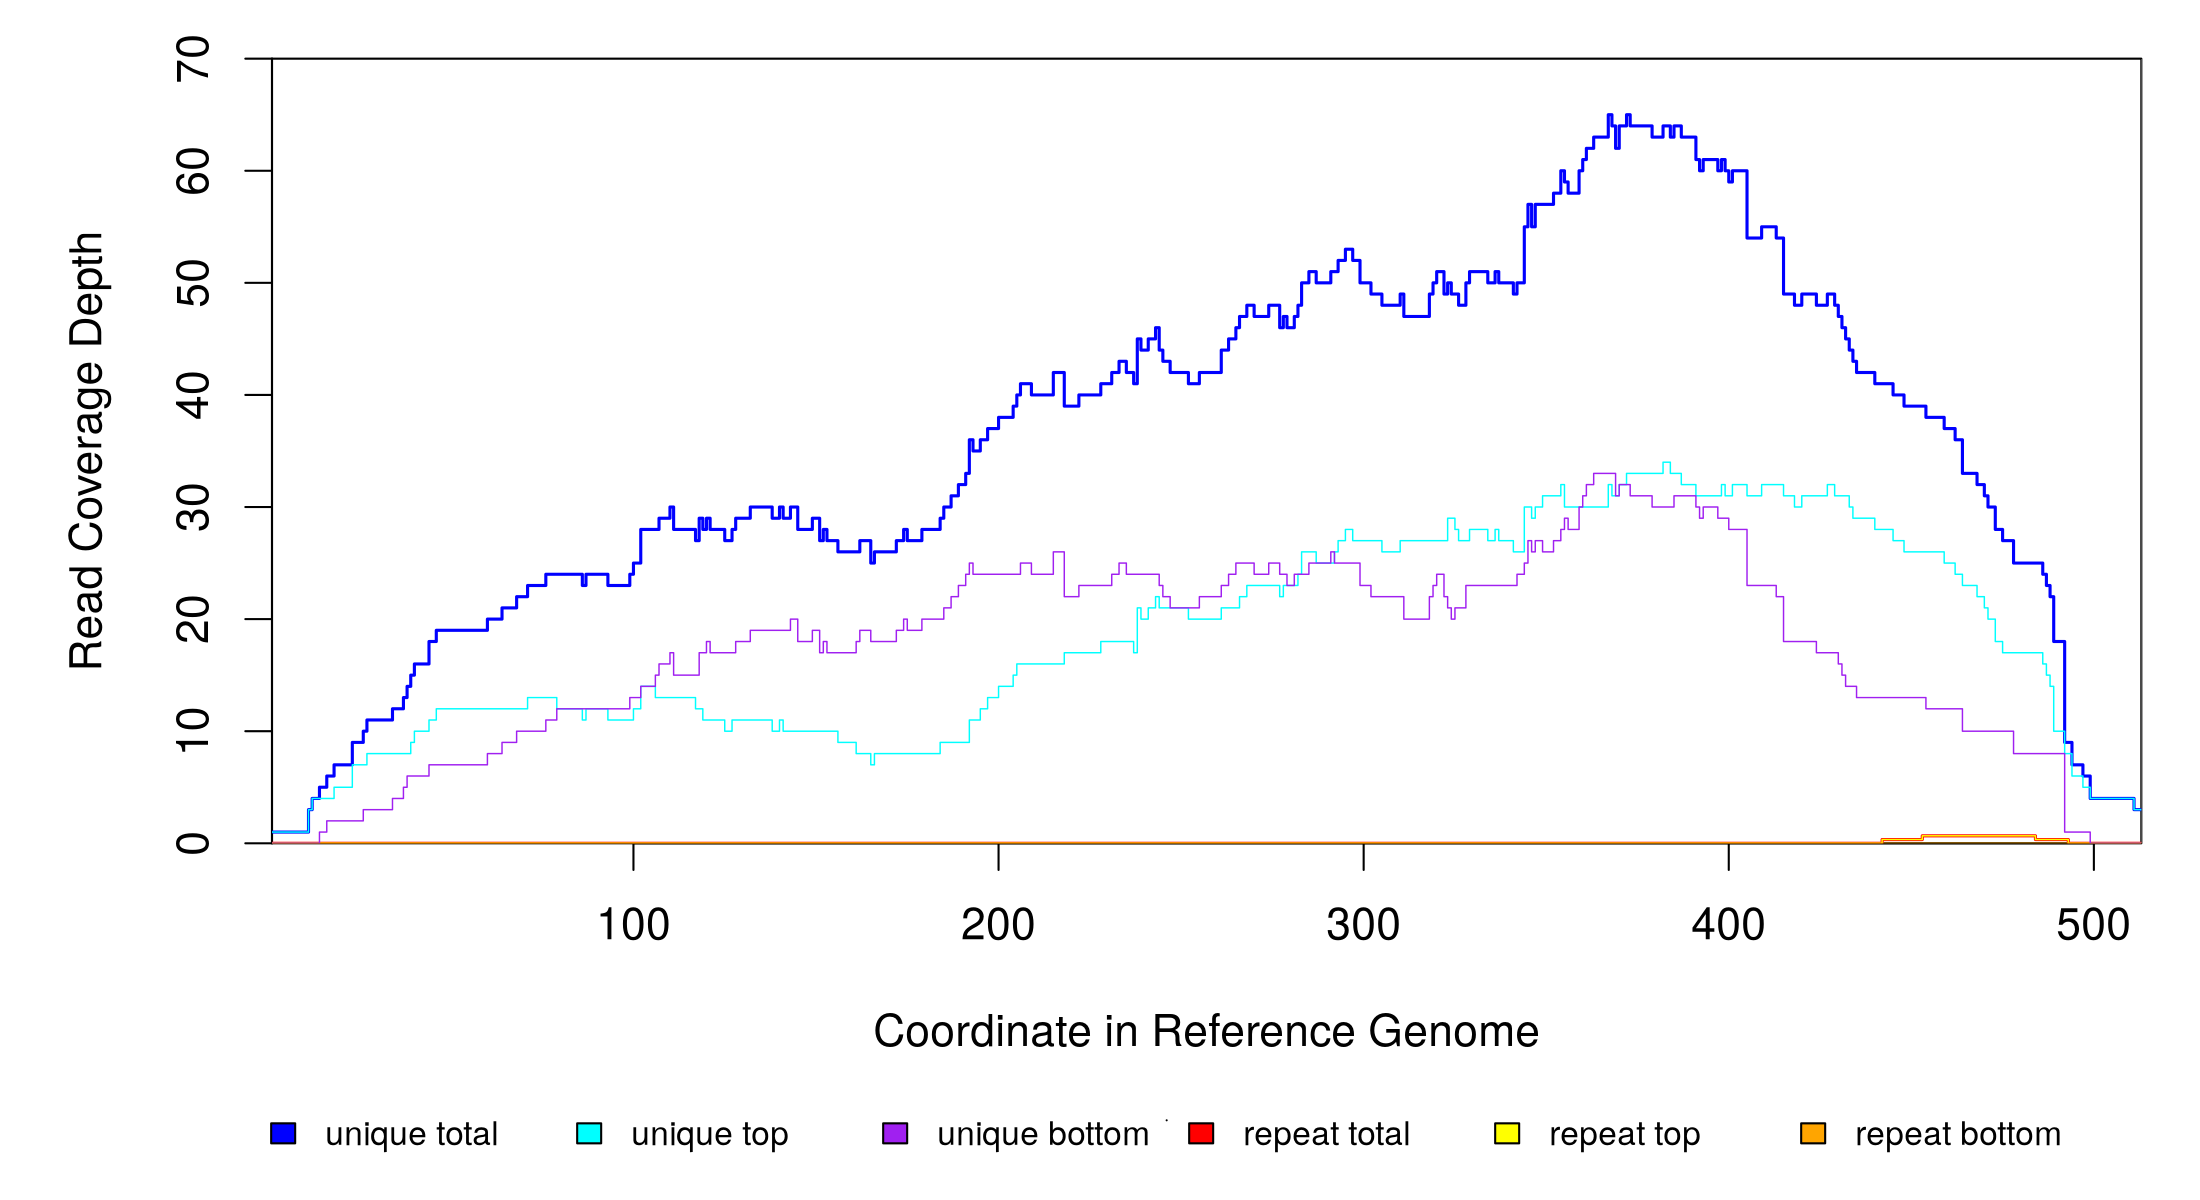 70
60
50
40
30
20
10
0
Read Coverage Depth
100 200 300 400 500
Coordinate in Reference Genome
unique total unique top unique bottom repeat total repeat top repeat bottom